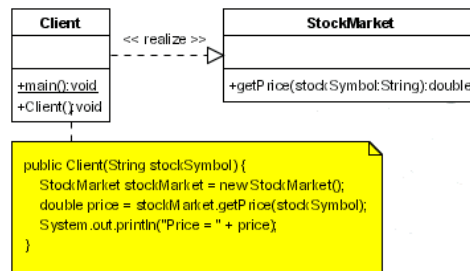 Client
<< realize >>
StockMarket
+main():void
+Client():void
+getPrice(stockSymbol:String):double
public Client(String stockSymbol) {
StockMarket stockMarket = new StockMarket();
double price = stockMarket.getPrice(stockSymbol);
System.out.println("Price = " + price);
}